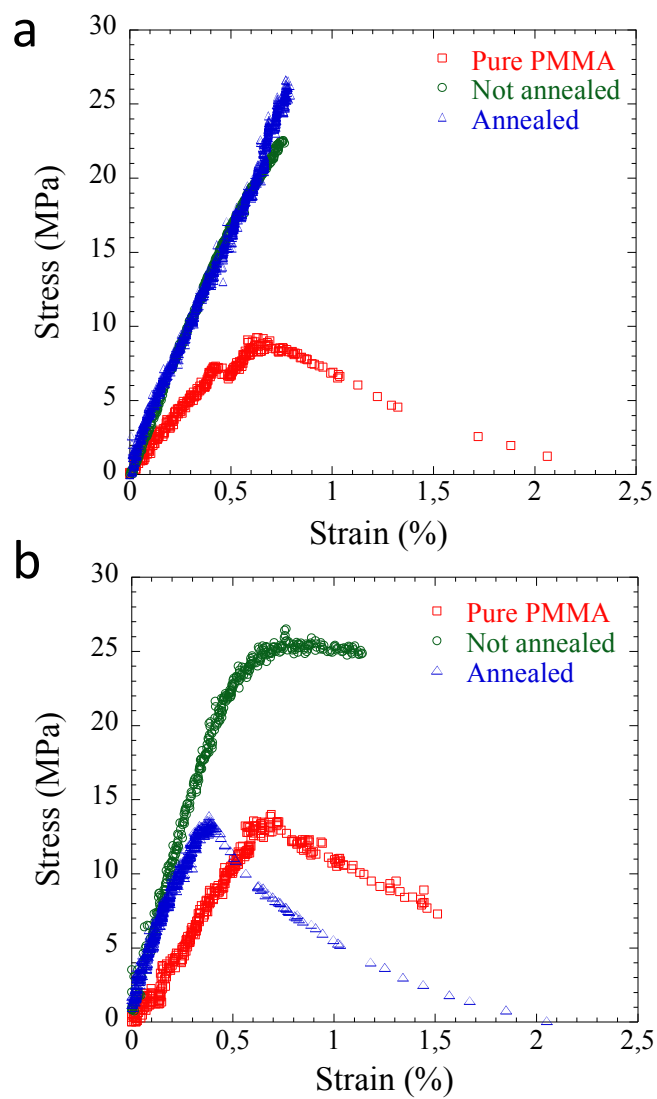 a
30
25
20
15
10
5
0
Stress (MPa)
Pure PMMA
Not annealed
Annealed
0
0,5
1
1,5
2
2,5
Strain (%)
b
30
25
20
15
10
5
0
Stress (MPa)
Pure PMMA
Not annealed
Annealed
0
0,5
1
1,5
2
2,5
Strain (%)